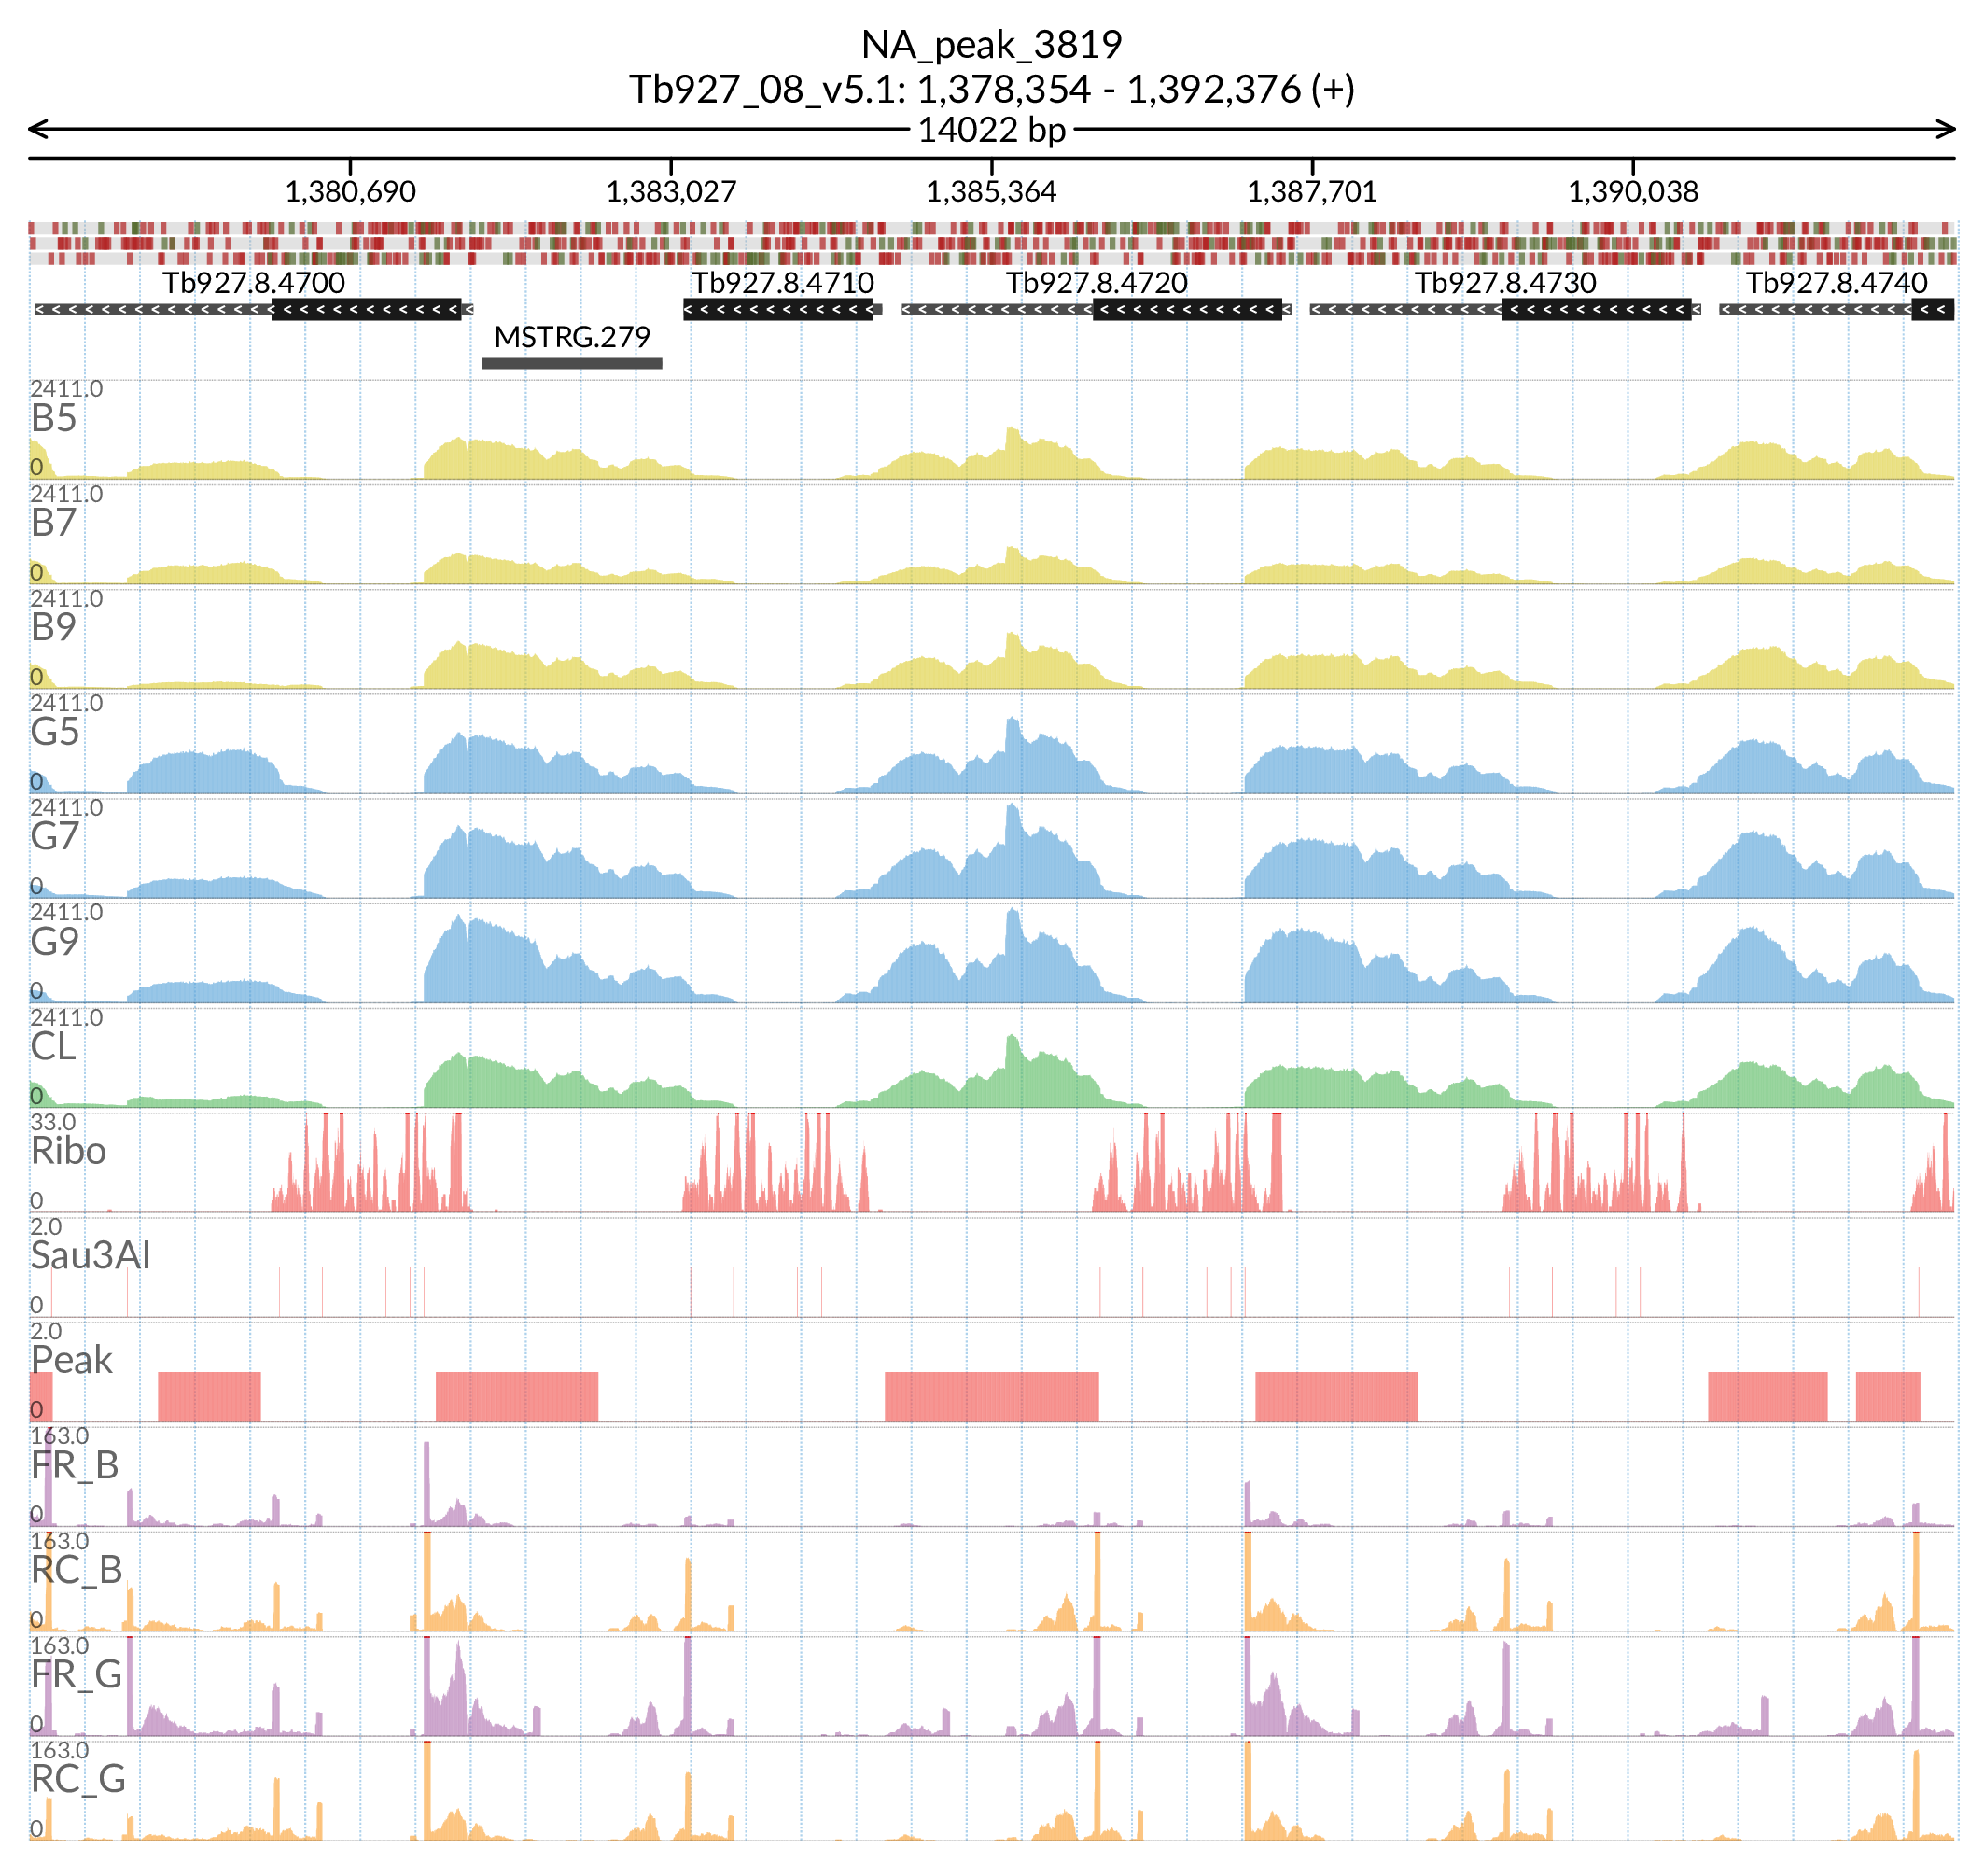 NA_peak_3819
Tb927_08_v5.1: 1,378,354 - 1,392,376 (+)
14022 bp
1,380,690 1,383,027 1,385,364 1,387,701 1,390,038
Tb927.8.4700 Tb927.8.4710 Tb927.8.4720 Tb927.8.4730 Tb927.8.4740
MSTRG.279
2411.0
B5
0
2411.0
B7
0
2411.0
B9
0
2411.0
G5
0
2411.0
G7
0
2411.0
G9
0
2411.0
CL
0
33.0
Ribo
0
2.0
Sau3AI
0
2.0
Peak
0
163.0
FR_B
0
163.0
RC_B
0
163.0
FR_G
0
163.0
RC_G
0